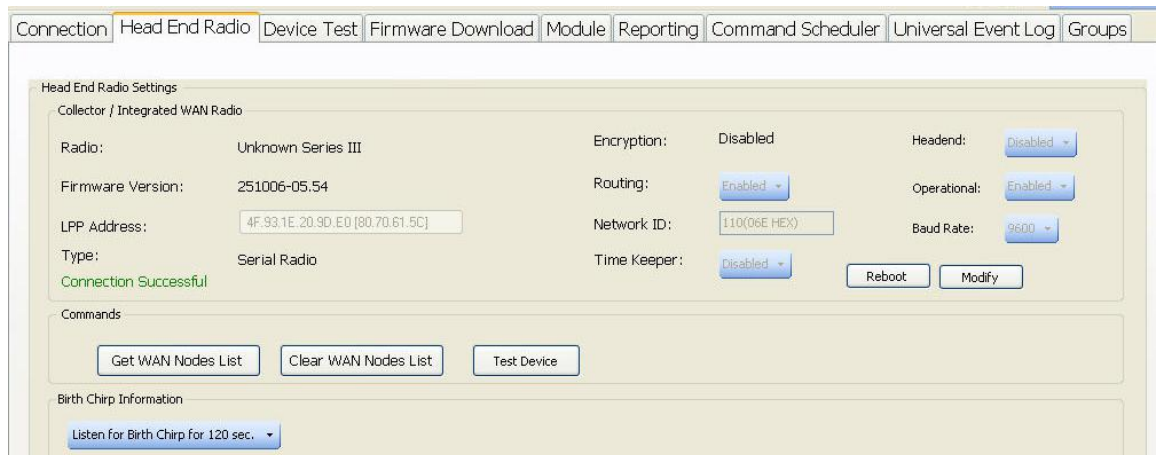 Connection Head End Radio Device Test Firmware Download Module Reporting Command Scheduler Universal Event Log Groups
Head End Radio Settings
Collector / Integrated WAN Radio
Radio: Unknown Series III Encryption: Disabled Headend: Disabled
Firmware Version: 251006-05.54 Routing: Enabled Operational: Enabled
LPP Address: 4F.93.1E.20.9D.E0 [80.70.61.5C] Network ID: 110(06E HEX) Baud Rate: 9600
Type: Serial Radio Time Keeper: Disabled
Connection Successful Reboot Modify
Commands
Get WAN Nodes List Clear WAN Nodes List Test Device
Birth Chirp Information
Listen for Birth Chirp for 120 sec.